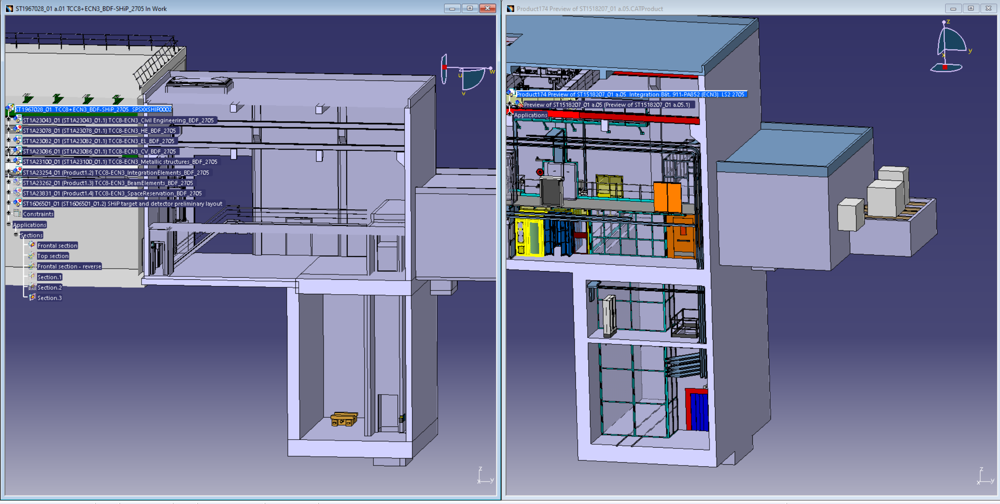 ST1967028_01 a.01 TCC8+ECN3_BDF-SHiP_2705 In Work
ST1967028_01 TCC8+ECN3_BDF-SHiP_2705 SPSXXSHIP0002
ST1A23043_01 (ST1A23043_01.1) TCC8-ECN3_Civil Engineering_BDF_2705
ST1A23078_01 (ST1A23078_01.1) TCC8-ECN3_HE_BDF_2705
ST1A23082_01 (ST1A23082_01.1) TCC8-ECN3_EL_BDF_2705
ST1A23086_01 (ST1A23086_01.1) TCC8-ECN3_CV_BDF_2705
ST1A23100_01 (ST1A23100_01.1) TCC8-ECN3_Metallic structures_BDF_2705
ST1A23254_01 (Product1.2) TCC8-ECN3_IntegrationElements_BDF_2705
ST1A23262_01 (Product1.3) TCC8-ECN3_BeamElements_BDF_2705
ST1A23831_01 (Product1.4) TCC8-ECN3_SpaceReservation_BDF_2705
ST1606501_01 (ST1606501_01.2) SHiP target and detector preliminary layout
Constraints
Applications
Sections
Frontal section
Top section
Frontal section - reverse
Section.1
Section.2
Section.3
u
w
v
z
x
y
Product174 Preview of ST1518207_01 a.05.CATProduct
Product174 Preview of ST1518207_01 a.05 Integration Bât. 911-PA852 (ECN3) LS2 2705
Preview of ST1518207_01 a.05 (Preview of ST1518207_01 a.05.1)
Applications
z
y
x
z
x
y